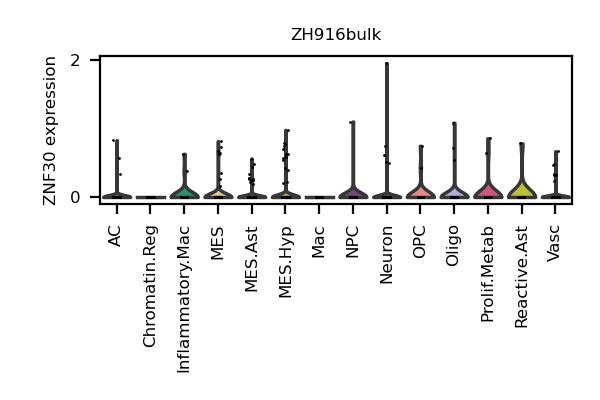 ZH916bulk
ZNF30 expression
2
0
AC
Chromatin.Reg
Inflammatory.Mac
MES
MES.Ast
MES.Hyp
Mac
NPC
Neuron
OPC
Oligo
Prolif.Metab
Reactive.Ast
Vasc